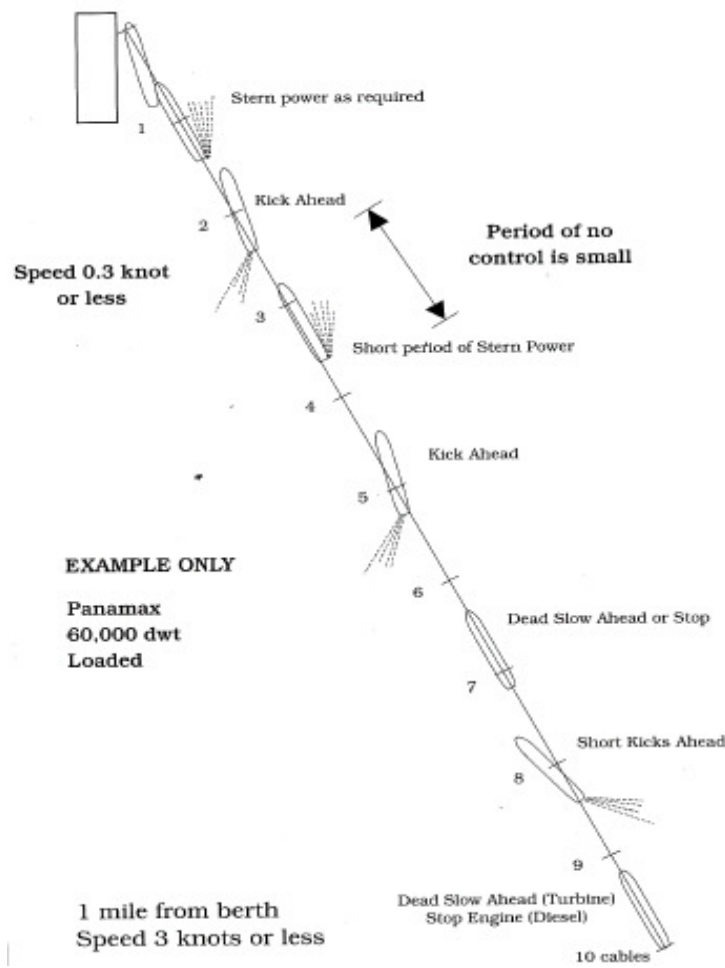 1
Stern power as required
2
Kick Ahead
Period of no
control is small
Speed 0.3 knot
or less
3
Short period of Stern Power
4
Kick Ahead
5
EXAMPLE ONLY
6
Panamax
60,000 dwt
Loaded
Dead Slow Ahead or Stop
7
Short Kicks Ahead
8
9
Dead Slow Ahead (Turbine)
Stop Engine (Diesel)
1 mile from berth
Speed 3 knots or less
10 cables